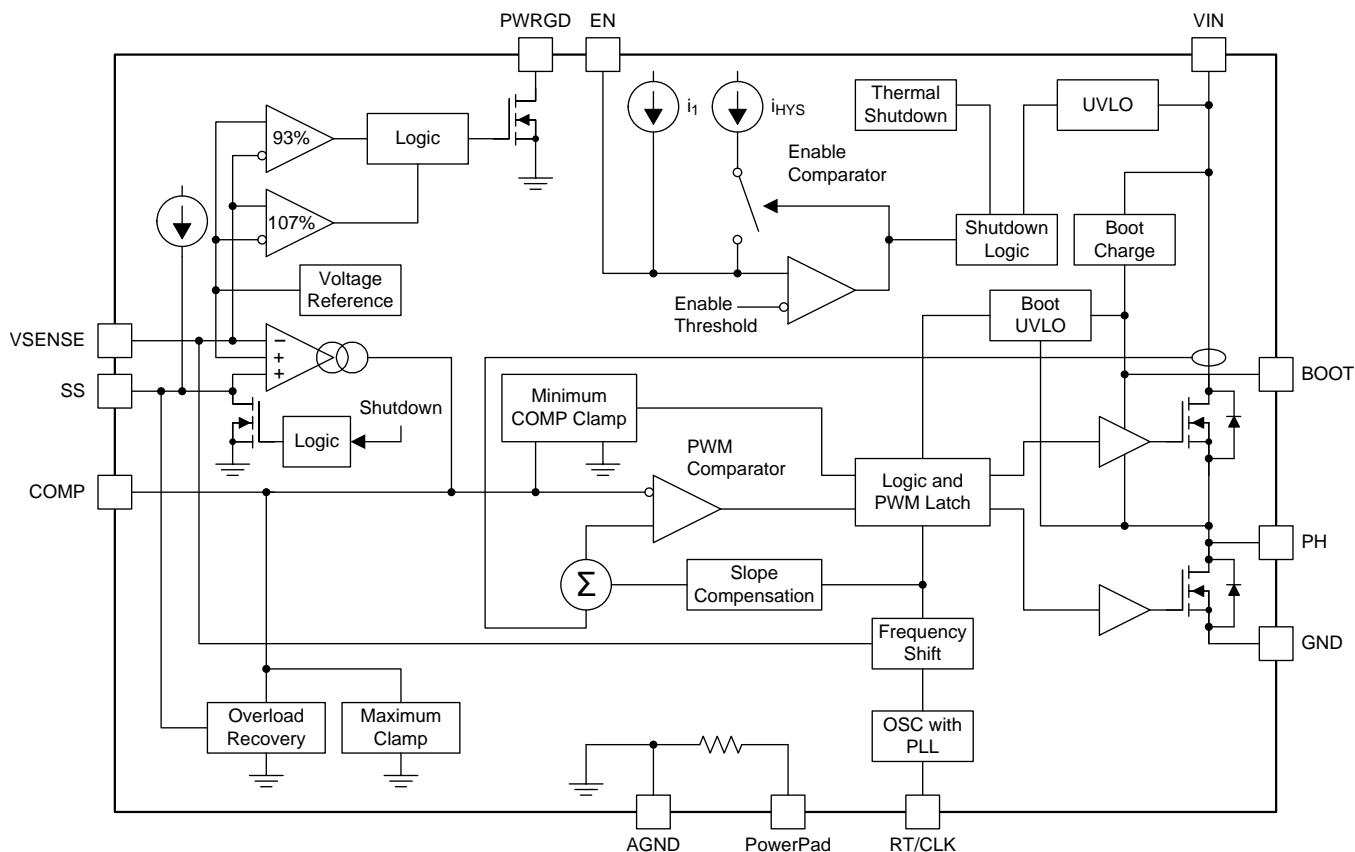 PWRGD
EN
VIN
93%
Logic
i1
iHYS
Thermal
Shutdown
UVLO
107%
Enable
Comparator
Shutdown
Logic
Boot
Charge
Voltage
Reference
Enable
Threshold
Boot
UVLO
VSENSE
−
+
+
SS
BOOT
Shutdown
Logic
Minimum
COMP Clamp
PWM
Comparator
Logic and
PWM Latch
COMP
PH
Σ
Slope
Compensation
Frequency
Shift
GND
Overload
Recovery
Maximum
Clamp
OSC with
PLL
AGND
PowerPad
RT/CLK